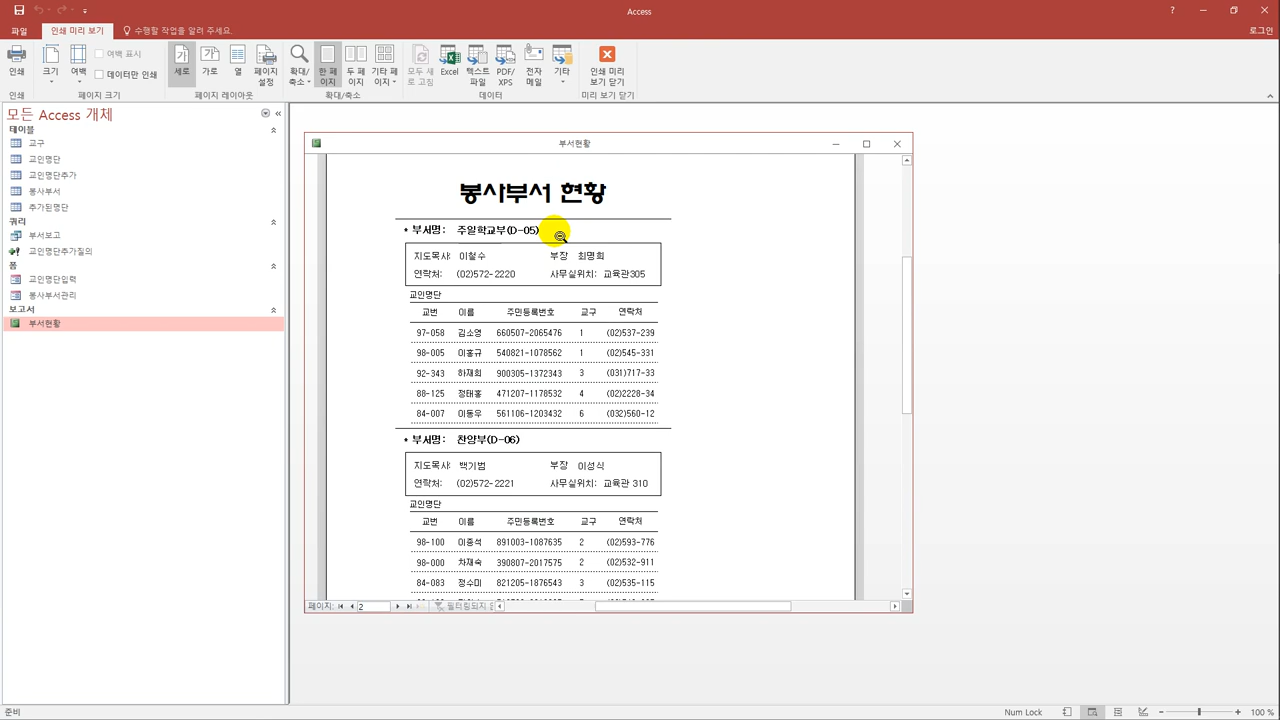 Access
?
로그인
파일
인쇄 미리 보기
수행할 작업을 알려 주세요.
인쇄
크기
여백
여백 표시
데이터만 인쇄
세로
가로
열
페이지
설정
확대/
축소
한 페
이지
두 페
이지
기타 페
이지
모두 새
로 고침
Excel
텍스트
파일
PDF/
XPS
전자
메일
기타
인쇄 미리
보기 닫기
인쇄
페이지 크기
페이지 레이아웃
확대/축소
데이터
미리 보기 닫기
모든 Access 개체
테이블
교구
교인명단
교인명단추가
봉사부서
추가된명단
쿼리
부서보고
교인명단추가질의
폼
교인명단입력
봉사부서관리
보고서
부서현황
부서현황
봉사부서 현황
* 부서명: 주일학교부(D-05)
지도목사: 이철수 부장 최명희
연락처: (02)572-2220 사무실위치: 교육관305
교인명단
교번 이름 주민등록번호 교구 연락처
97-058 김소영 660507-2065476 1 (02)537-239
98-005 이홍규 540821-1078562 1 (02)545-331
92-343 하재희 900305-1372343 3 (031)717-33
88-125 정태홍 471207-1178532 4 (02)2228-34
84-007 이동우 561106-1203432 6 (032)560-12
* 부서명: 찬양부(D-06)
지도목사: 백기범 부장 이성식
연락처: (02)572-2221 사무실위치: 교육관 310
교인명단
교번 이름 주민등록번호 교구 연락처
98-100 이종석 891003-1087635 2 (02)593-776
98-000 차재숙 390807-2017575 2 (02)532-911
84-083 정수미 821205-1876543 3 (02)535-115
페이지: 2
필터링되지
준비
Num Lock
100 %